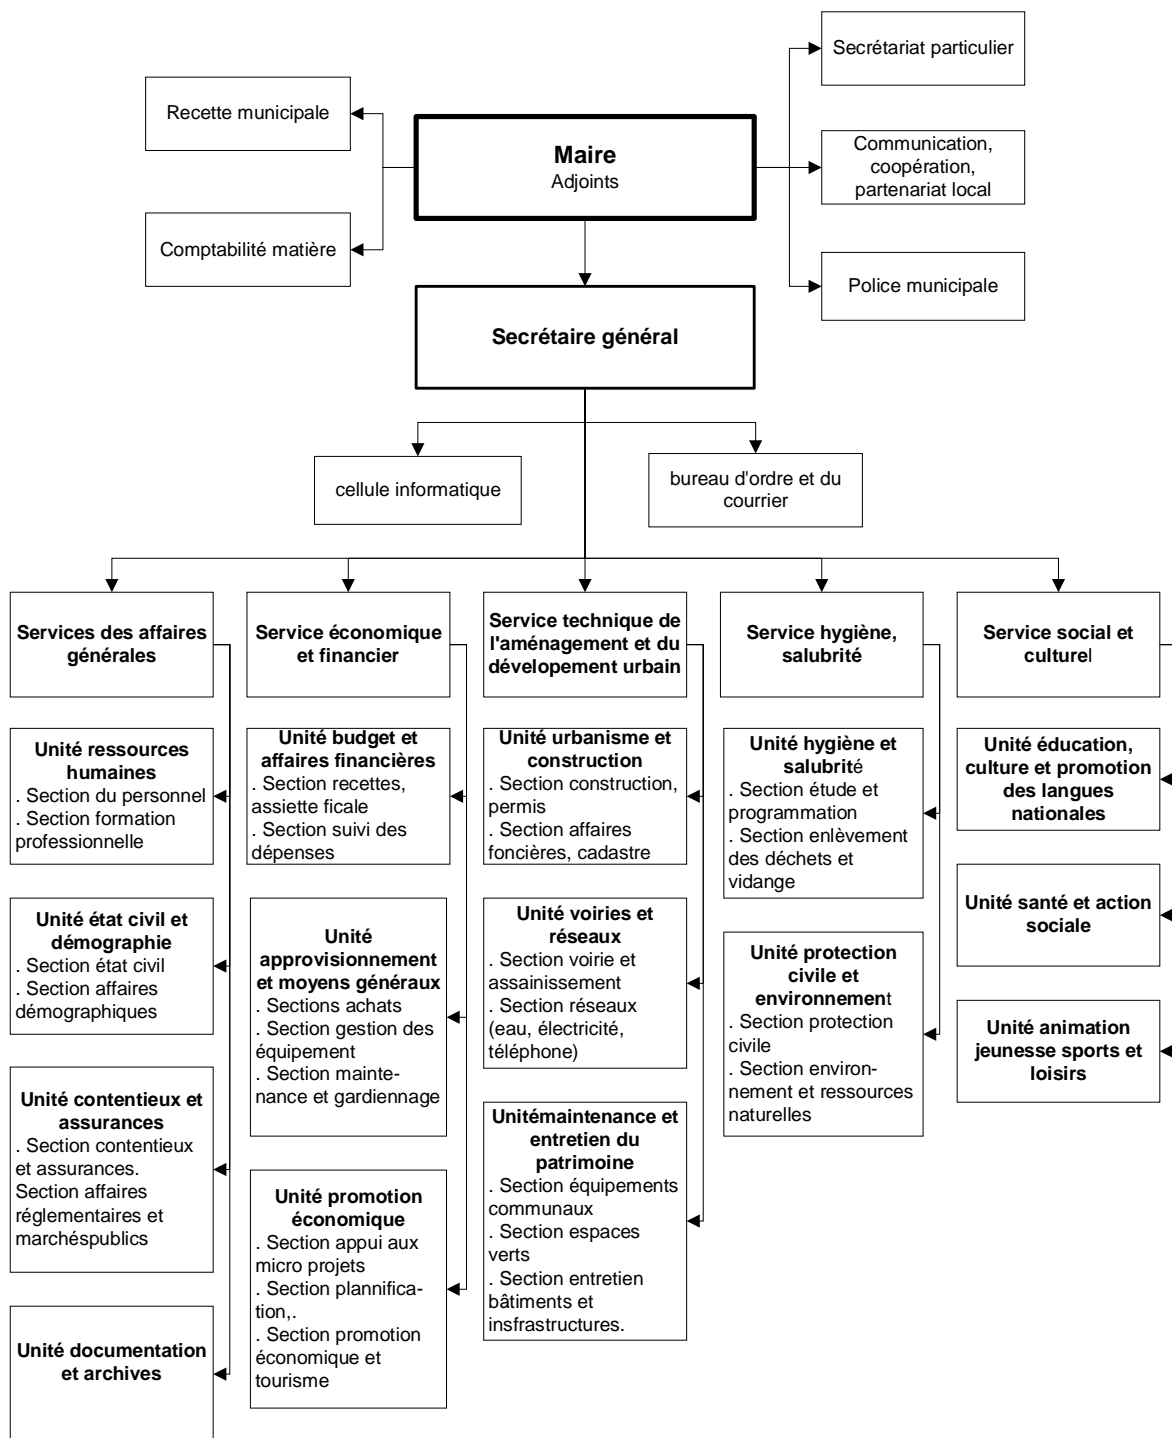 Secrétariat particulier
Recette municipale
Maire
Adjoints
Communication,
coopération,
partenariat local
Comptabilité matière
Police municipale
Secrétaire général
cellule informatique
bureau d'ordre et du
courrier
Services des affaires
générales
Service économique
et financier
Service technique de
l'aménagement et du
dévelopement urbain
Service hygiène,
salubrité
Service social et
culturel
Unité ressources
humaines
. Section du personnel
. Section formation
professionnelle
Unité état civil et
démographie
. Section état civil
. Section affaires
démographiques
Unité contentieux et
assurances
. Section contentieux
et assurances.
Section affaires
réglementaires et
marchéspublics
Unité documentation
et archives
Unité budget et
affaires financières
. Section recettes,
assiette ficale
. Section suivi des
dépenses
Unité
approvisionnement
et moyens généraux
. Sections achats
. Section gestion des
équipement
. Section mainte-
nance et gardiennage
Unité promotion
économique
. Section appui aux
micro projets
. Section plannifica-
tion,.
. Section promotion
économique et
tourisme
Unité urbanisme et
construction
. Section construction,
permis
. Section affaires
foncières, cadastre
Unité voiries et
réseaux
. Section voirie et
assainissement
. Section réseaux
(eau, électricité,
téléphone)
Unitémaintenance et
entretien du
patrimoine
. Section équipements
communaux
. Section espaces
verts
. Section entretien
bâtiments et
insfrastructures.
Unité hygiène et
salubrité
. Section étude et
programmation
. Section enlèvement
des déchets et
vidange
Unité protection
civile et
environnement
. Section protection
civile
. Section environ-
nement et ressources
naturelles
Unité éducation,
culture et promotion
des langues
nationales
Unité santé et action
sociale
Unité animation
jeunesse sports et
loisirs